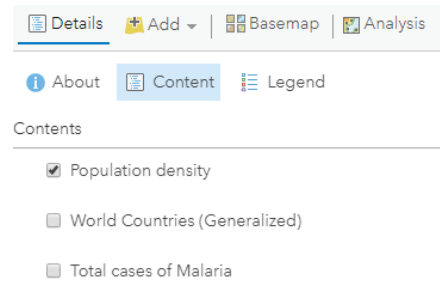 Details Add Basemap Analysis
About Content Legend
Contents
Population density
World Countries (Generalized)
Total cases of Malaria